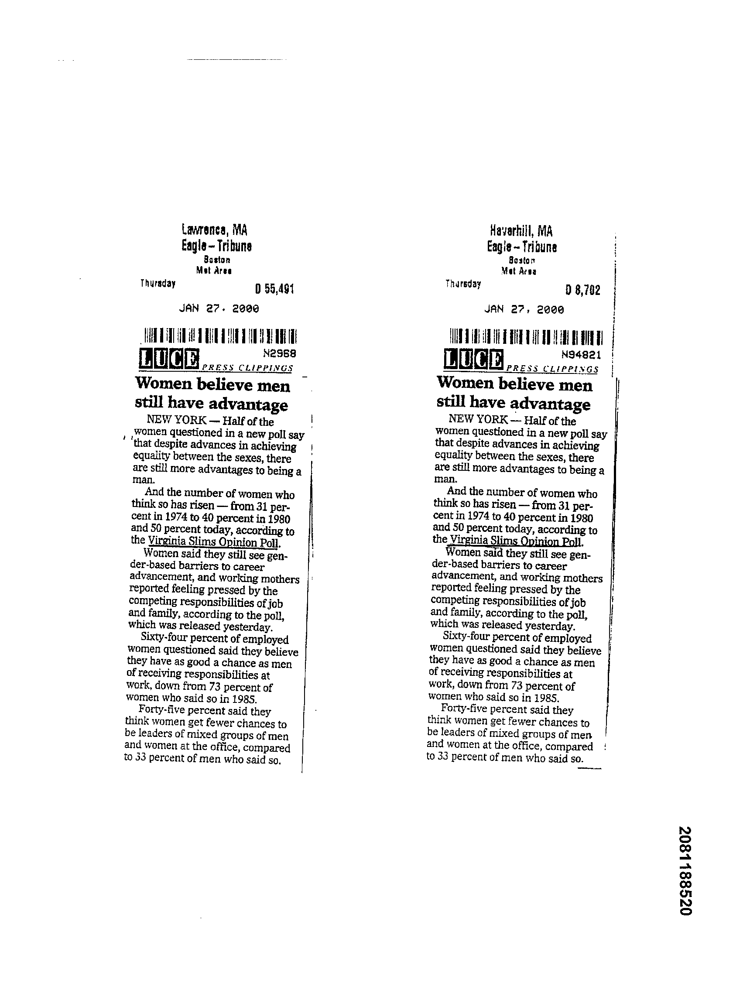 Lawrence, MA
Eagle-Tribune
Boston
Met Area
Thursday
D 55,491
JAN 27, 2000
N2968
LUCE
PRESS CLIPPINGS
Women believe men
still have advantage
NEW YORK — Half of the
women questioned in a new poll say
that despite advances in achieving
equality between the sexes, there
are still more advantages to being a
man.
And the number of women who
think so has risen — from 31 per-
cent in 1974 to 40 percent in 1980
and 50 percent today, according to
the Virginia Slims Opinion Poll.
Women said they still see gen-
der-based barriers to career
advancement, and working mothers
reported feeling pressed by the
competing responsibilities of job
and family, according to the poll,
which was released yesterday.
Sixty-four percent of employed
women questioned said they believe
they have as good a chance as men
of receiving responsibilities at
work, down from 73 percent of
women who said so in 1985.
Forty-five percent said they
think women get fewer chances to
be leaders of mixed groups of men
and women at the office, compared
to 33 percent of men who said so.
Haverhill, MA
Eagle-Tribune
Boston
Met Area
Thursday
D 8,702
JAN 27, 2000
N94821
LUCE
PRESS CLIPPINGS
Women believe men
still have advantage
NEW YORK — Half of the
women questioned in a new poll say
that despite advances in achieving
equality between the sexes, there
are still more advantages to being a
man.
And the number of women who
think so has risen — from 31 per-
cent in 1974 to 40 percent in 1980
and 50 percent today, according to
the Virginia Slims Opinion Poll.
Women said they still see gen-
der-based barriers to career
advancement, and working mothers
reported feeling pressed by the
competing responsibilities of job
and family, according to the poll,
which was released yesterday.
Sixty-four percent of employed
women questioned said they believe
they have as good a chance as men
of receiving responsibilities at
work, down from 73 percent of
women who said so in 1985.
Forty-five percent said they
think women get fewer chances to
be leaders of mixed groups of men
and women at the office, compared
to 33 percent of men who said so.
2081188520